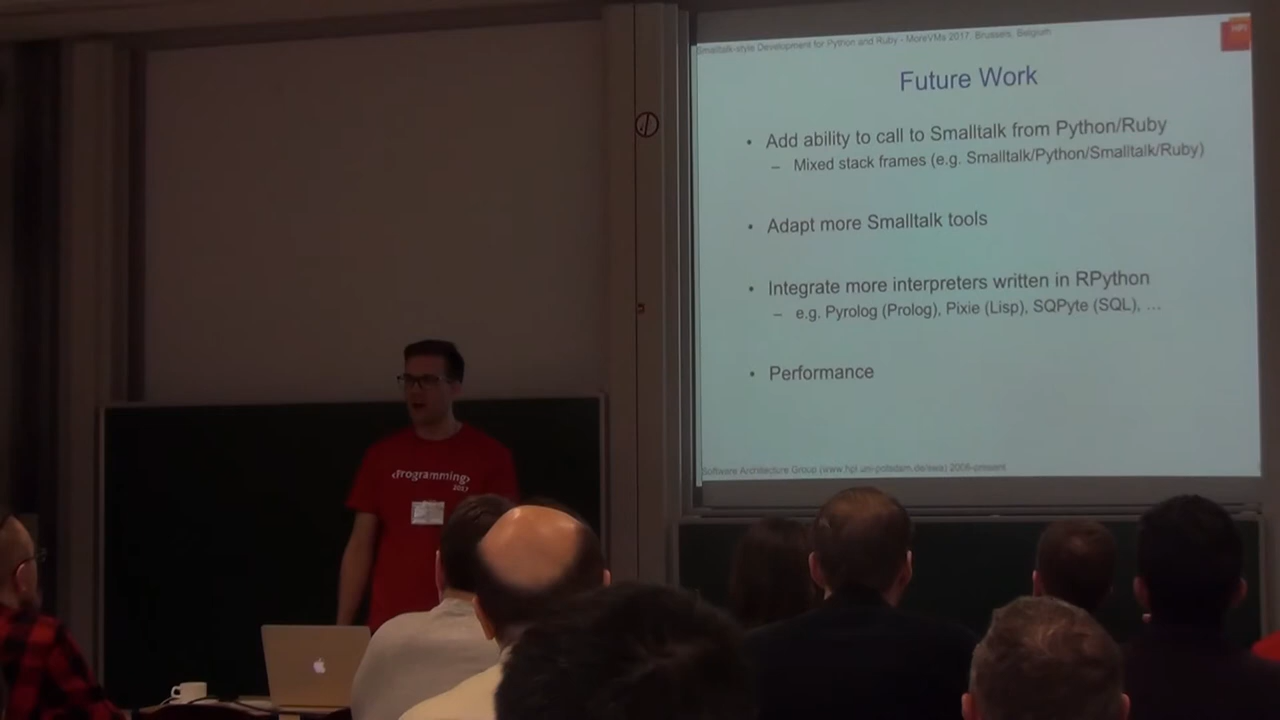 Smalltalk-style Development for Python and Ruby - MoreVMs 2017, Brussels, Belgium
HPI
Future Work
• Add ability to call to Smalltalk from Python/Ruby
– Mixed stack frames (e.g. Smalltalk/Python/Smalltalk/Ruby)
• Adapt more Smalltalk tools
• Integrate more interpreters written in RPython
– e.g. Pyrolog (Prolog), Pixie (Lisp), SQPyte (SQL), …
• Performance
Software Architecture Group (www.hpi.uni-potsdam.de/swa) 2006-present
‹Programming›
2017